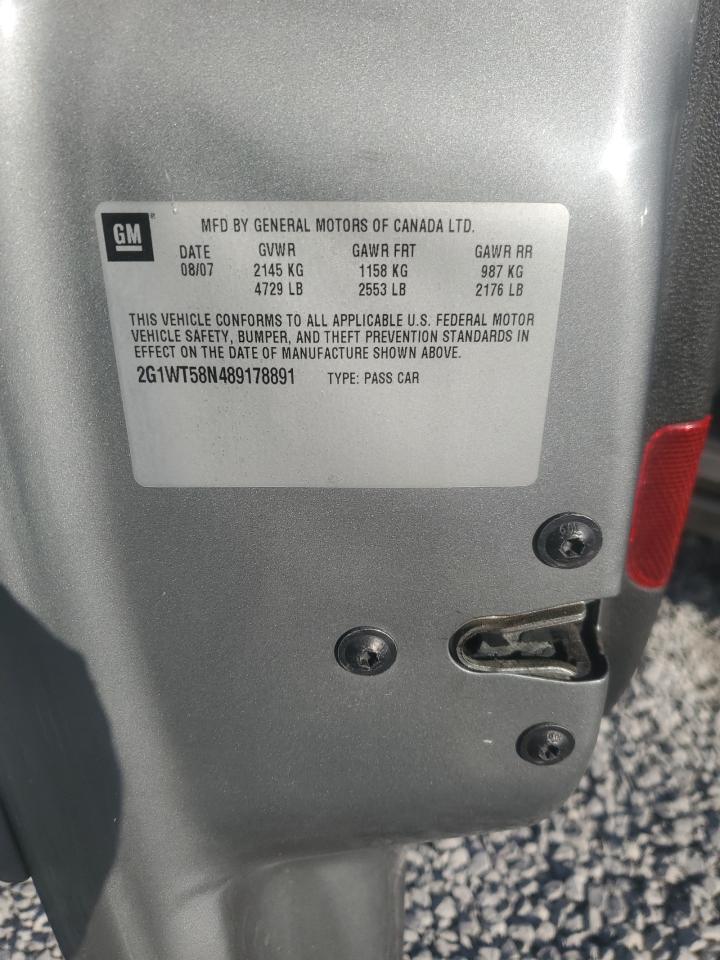 GM
MFD BY GENERAL MOTORS OF CANADA LTD.
DATE GVWR GAWR FRT GAWR RR
08/07 2145 KG 1158 KG 987 KG
4729 LB 2553 LB 2176 LB
THIS VEHICLE CONFORMS TO ALL APPLICABLE U.S. FEDERAL MOTOR
VEHICLE SAFETY, BUMPER, AND THEFT PREVENTION STANDARDS IN
EFFECT ON THE DATE OF MANUFACTURE SHOWN ABOVE.
2G1WT58N489178891 TYPE: PASS CAR